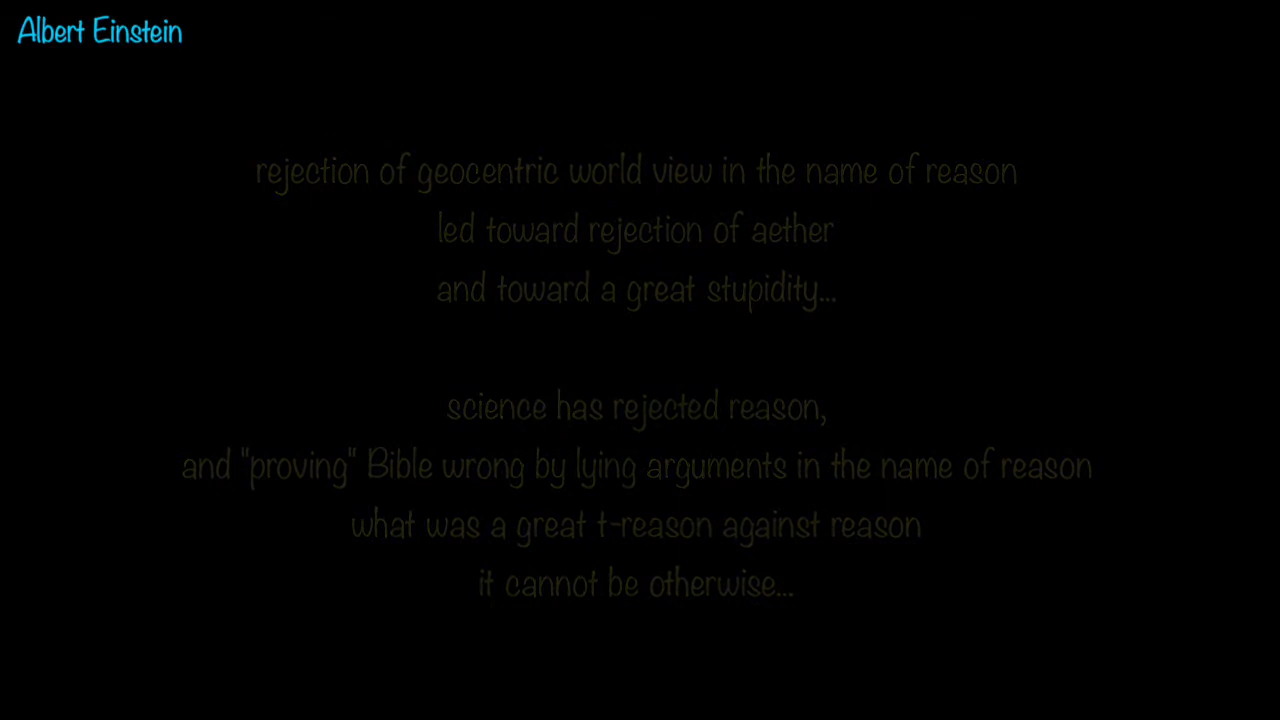 Albert Einstein
rejection of geocentric world view in the name of reason
led toward rejection of aether
and toward a great stupidity...
science has rejected reason,
and "proving" Bible wrong by lying arguments in the name of reason
what was a great t-reason against reason
it cannot be otherwise...